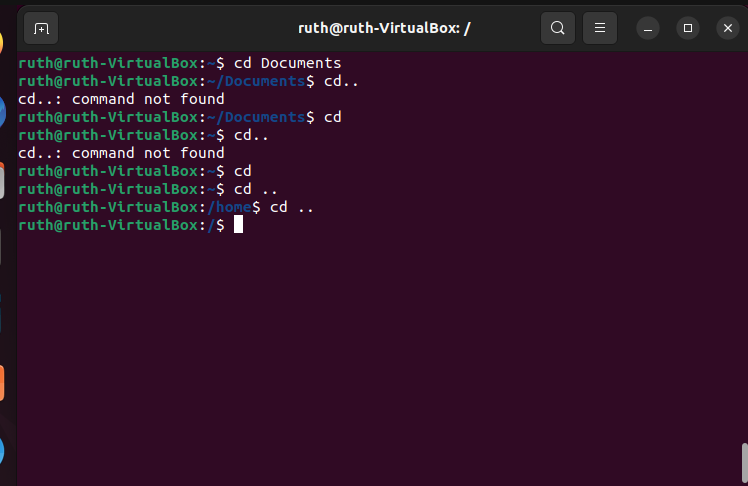 ruth@ruth-VirtualBox: /
ruth@ruth-VirtualBox:~$ cd Documents
ruth@ruth-VirtualBox:~/Documents$ cd..
cd..: command not found
ruth@ruth-VirtualBox:~/Documents$ cd
ruth@ruth-VirtualBox:~$ cd..
cd..: command not found
ruth@ruth-VirtualBox:~$ cd
ruth@ruth-VirtualBox:~$ cd ..
ruth@ruth-VirtualBox:/home$ cd ..
ruth@ruth-VirtualBox:/$